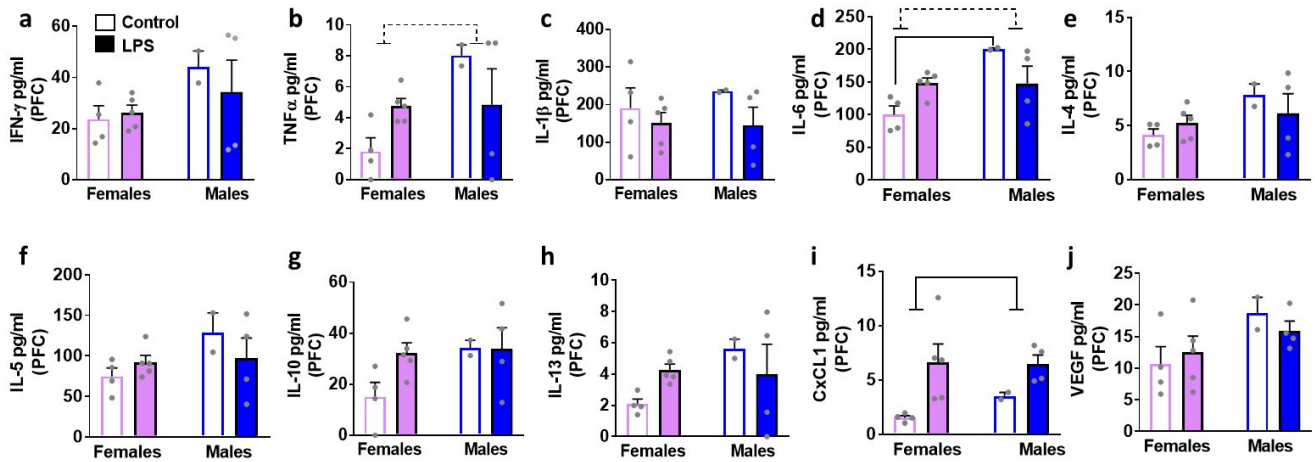 a
IFN-γ pg/ml
(PFC)
60
40
20
0
Females
Males
Control
LPS
b
TNF-α pg/ml
(PFC)
10
8
6
4
2
0
Females
Males
c
IL-1β pg/ml
(PFC)
400
300
200
100
0
Females
Males
d
IL-6 pg/ml
(PFC)
250
200
150
100
50
0
Females
Males
e
IL-4 pg/ml
(PFC)
15
10
5
0
Females
Males
f
IL-5 pg/ml
(PFC)
200
150
100
50
0
Females
Males
g
IL-10 pg/ml
(PFC)
60
40
20
0
Females
Males
h
IL-13 pg/ml
(PFC)
10
8
6
4
2
0
Females
Males
i
CxCL1 pg/ml
(PFC)
15
10
5
0
Females
Males
j
VEGF pg/ml
(PFC)
25
20
15
10
5
0
Females
Males